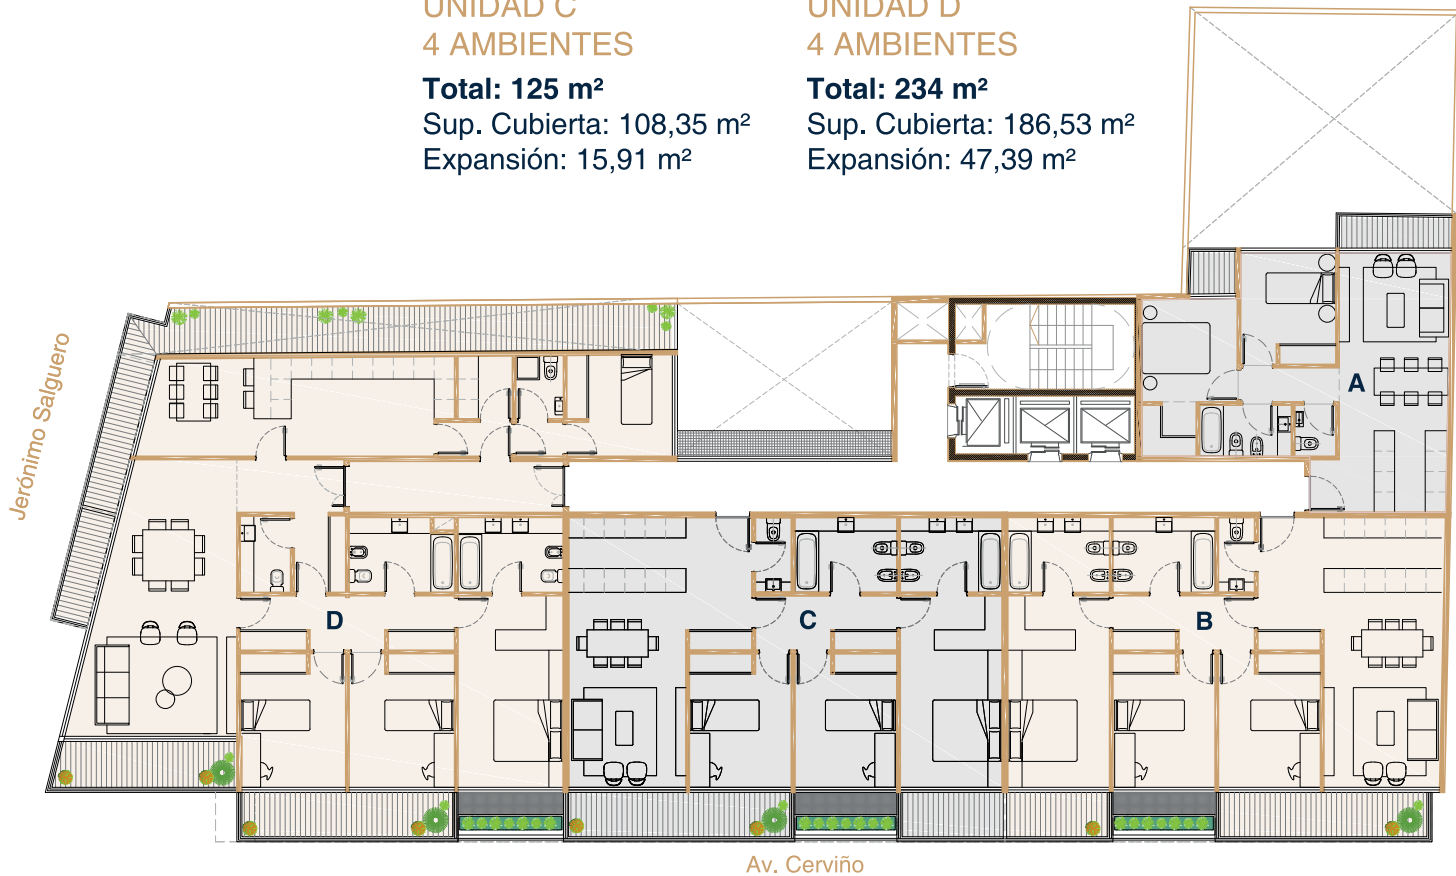 UNIDAD C
4 AMBIENTES
Total: 125 m²
Sup. Cubierta: 108,35 m²
Expansión: 15,91 m²
UNIDAD D
4 AMBIENTES
Total: 234 m²
Sup. Cubierta: 186,53 m²
Expansión: 47,39 m²
Jerónimo Salguero
A
D
C
B
Av. Cerviño